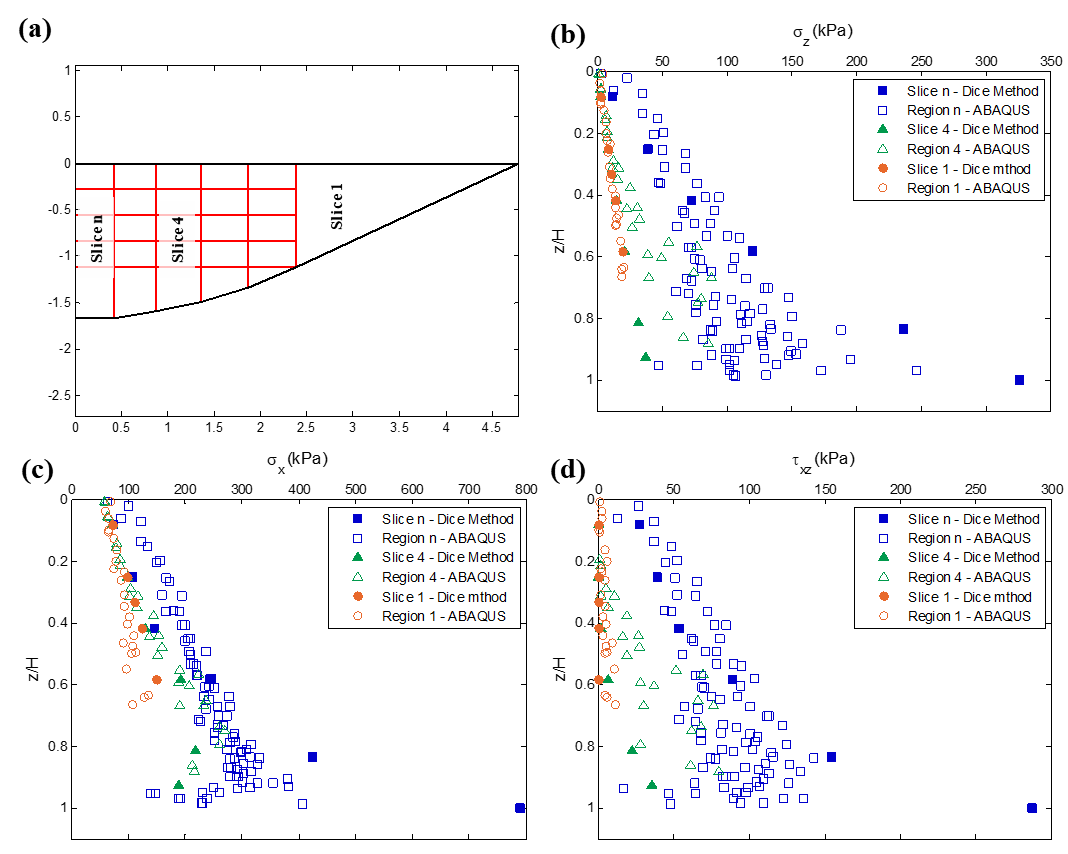 (a)
1
0.5
0
-0.5
-1
-1.5
-2
-2.5
0
0.5
1
1.5
2
2.5
3
3.5
4
4.5
Slice n
Slice 4
Slice 1
(b)
σz (kPa)
0 50 100 150 200 250 300 350
0
0.2
0.4
0.6
0.8
1
z/H
Slice n - Dice Method
Region n - ABAQUS
Slice 4 - Dice Method
Region 4 - ABAQUS
Slice 1 - Dice mthod
Region 1 - ABAQUS
(c)
σx (kPa)
0 100 200 300 400 500 600 700 800
0
0.2
0.4
0.6
0.8
1
z/H
Slice n - Dice Method
Region n - ABAQUS
Slice 4 - Dice Method
Region 4 - ABAQUS
Slice 1 - Dice mthod
Region 1 - ABAQUS
(d)
τxz (kPa)
0 50 100 150 200 250 300
0
0.2
0.4
0.6
0.8
1
z/H
Slice n - Dice Method
Region n - ABAQUS
Slice 4 - Dice Method
Region 4 - ABAQUS
Slice 1 - Dice mthod
Region 1 - ABAQUS